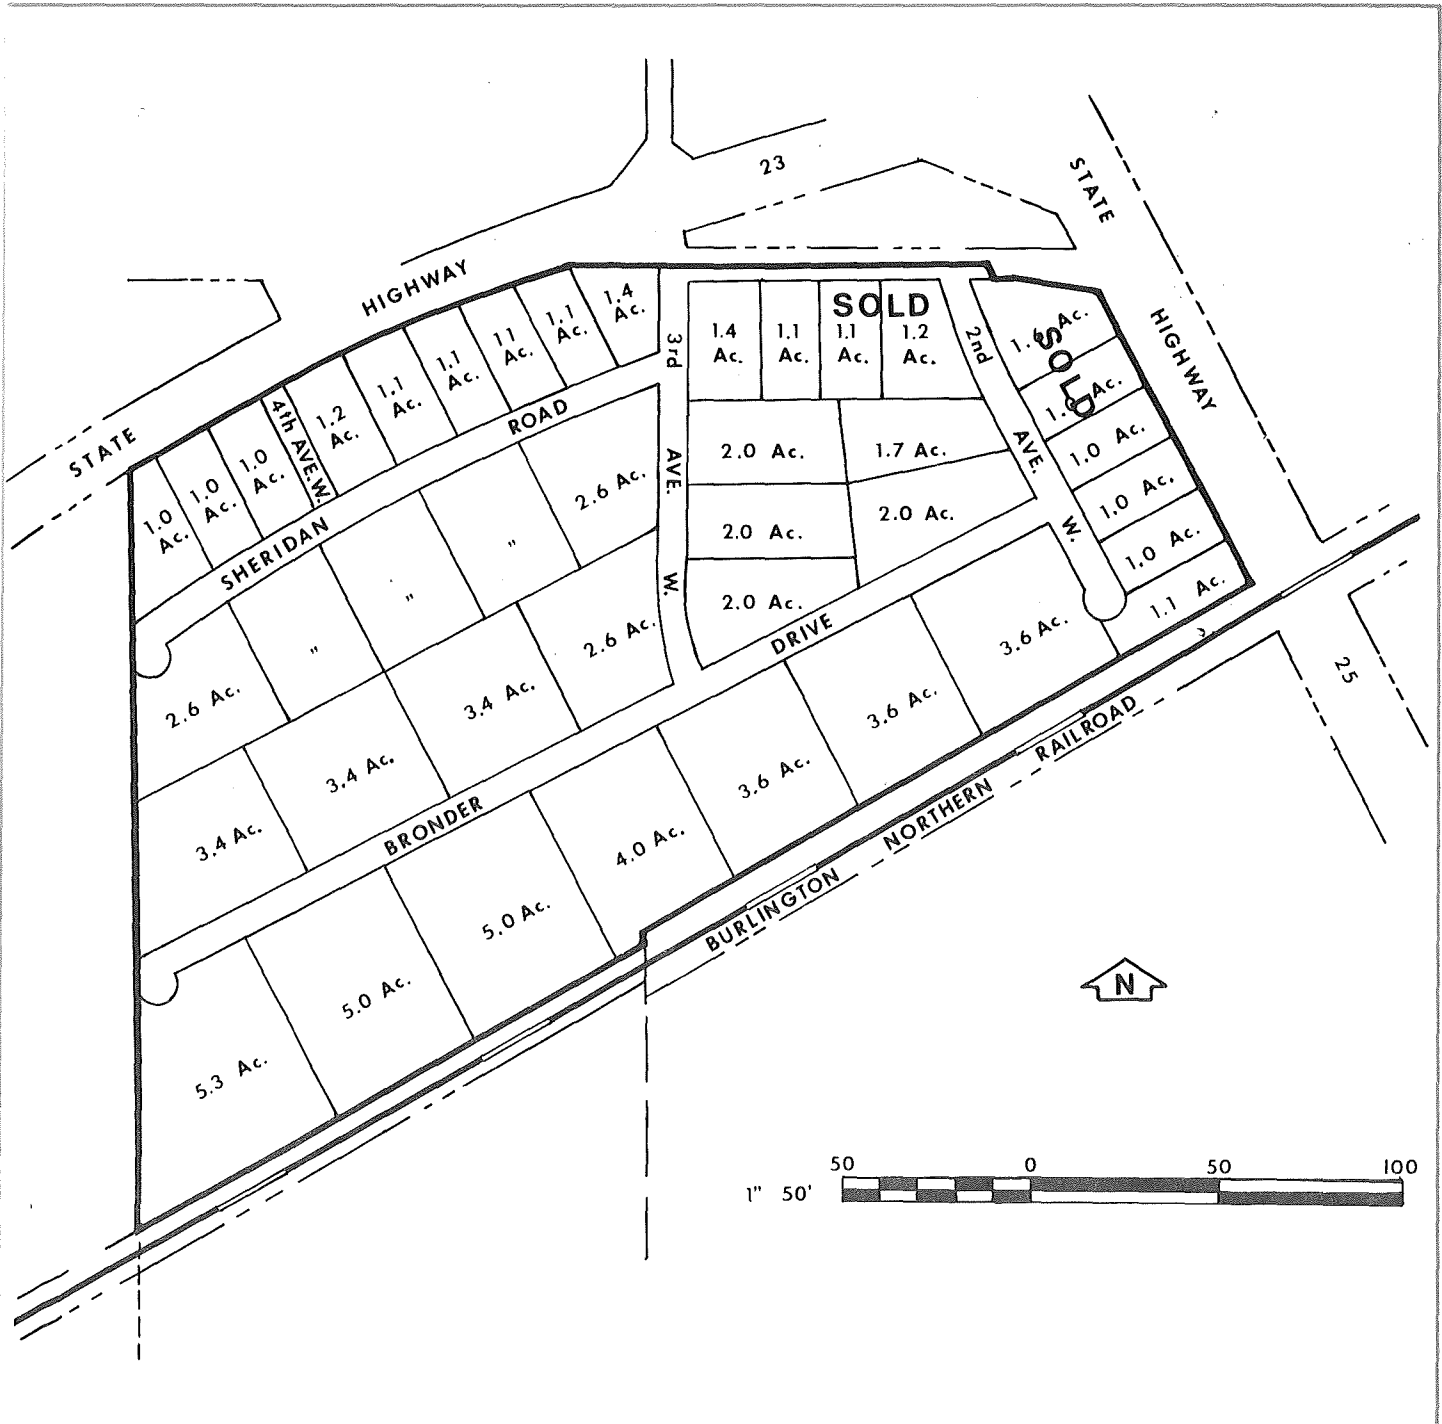 23
STATE HIGHWAY
STATE HIGHWAY
1.4 Ac.
1.1 Ac.
11 Ac.
1.1 Ac.
1.1 Ac.
1.2 Ac.
4th AVE. W.
1.0 Ac.
1.0 Ac.
1.0 Ac.
3rd AVE. W.
SOLD
1.4 Ac.
1.1 Ac.
1.1 Ac.
1.2 Ac.
2nd AVE. W.
SOLD
Ac.
Ac.
1.0 Ac.
1.0 Ac.
1.0 Ac.
1.1 Ac.
2.0 Ac.
1.7 Ac.
2.0 Ac.
2.0 Ac.
2.0 Ac.
SHERIDAN ROAD
2.6 Ac.
"
"
"
2.6 Ac.
2.6 Ac.
3.4 Ac.
3.4 Ac.
3.4 Ac.
BRONDER DRIVE
3.6 Ac.
3.6 Ac.
3.6 Ac.
4.0 Ac.
5.0 Ac.
5.0 Ac.
5.3 Ac.
25
BURLINGTON NORTHERN RAILROAD
N
50 0 50 100
1" 50'